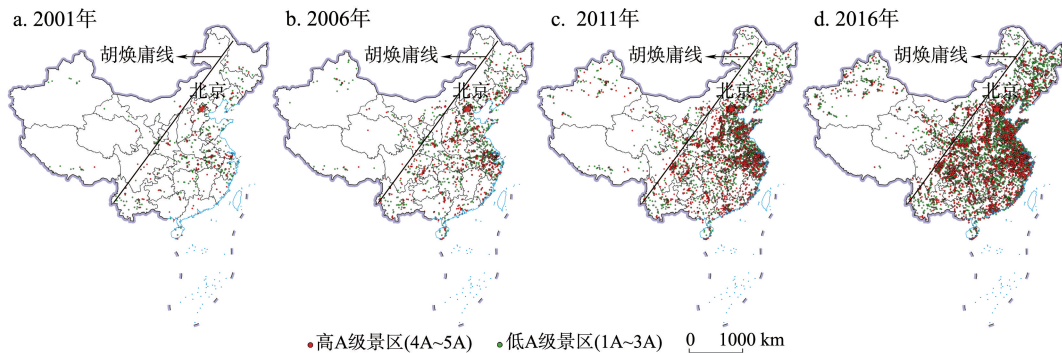 a. 2001年
胡焕庸线
北京
b. 2006年
胡焕庸线
北京
c. 2011年
胡焕庸线
北京
d. 2016年
胡焕庸线
北京
高A级景区(4A~5A)
低A级景区(1A~3A)
0 1000 km